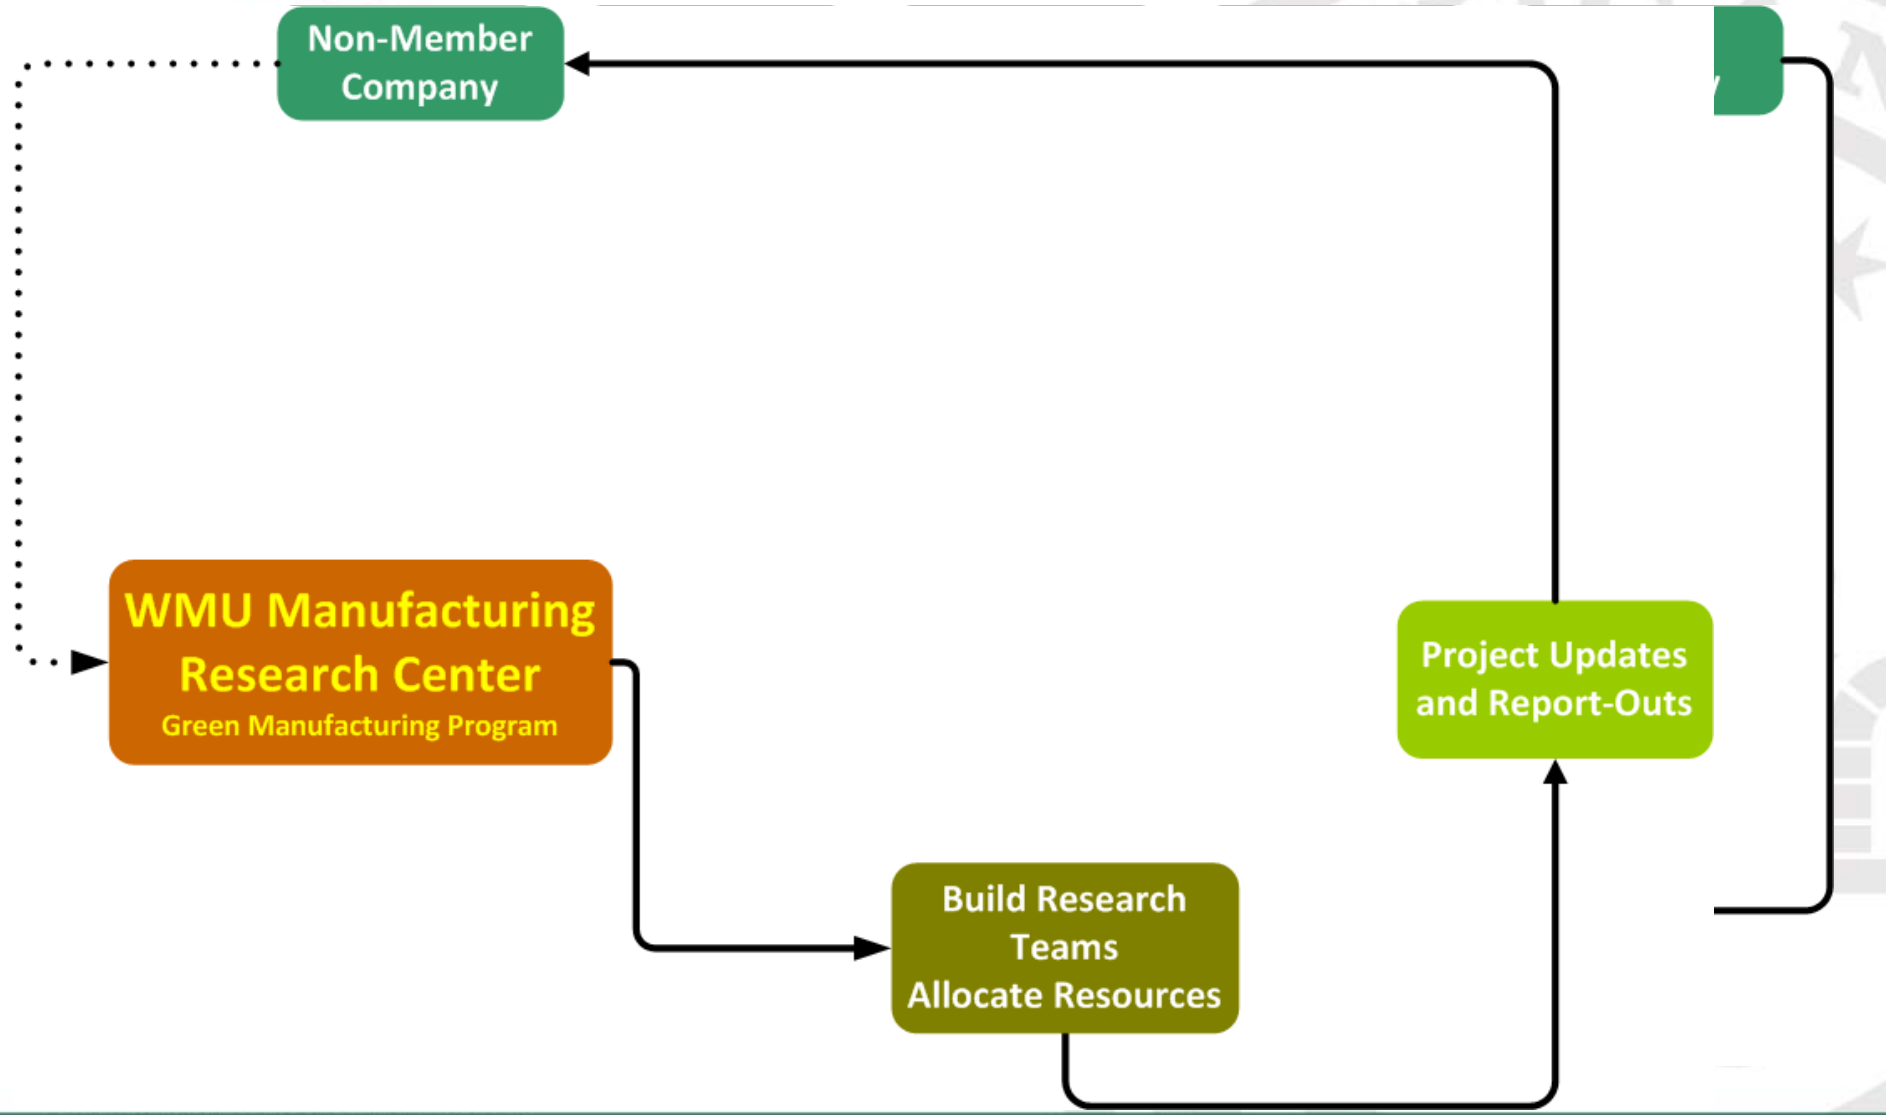 Non-Member
Company
WMU Manufacturing
Research Center
Green Manufacturing Program
Project Updates
and Report-Outs
Build Research
Teams
Allocate Resources